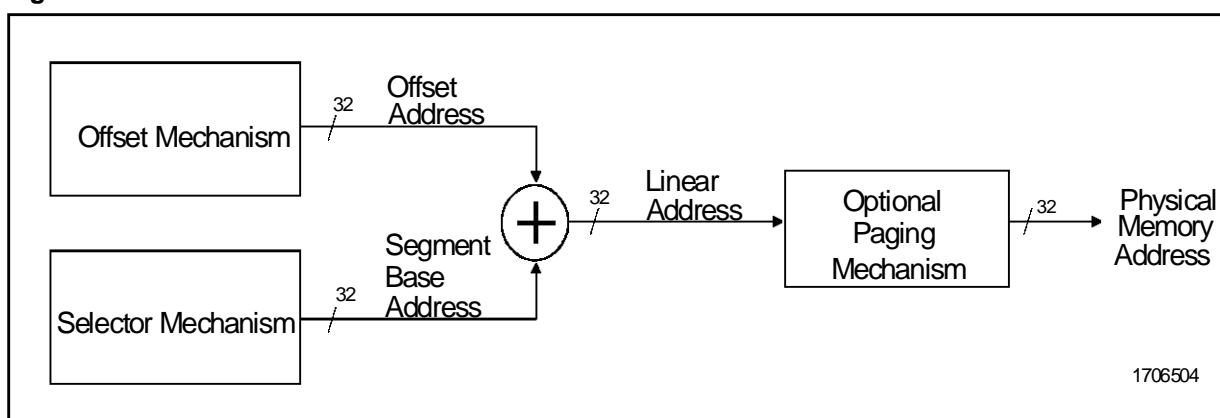 Offset Mechanism
32
Offset
Address
Selector Mechanism
32
Segment
Base
Address
+
32
Linear
Address
Optional
Paging
Mechanism
32
Physical
Memory
Address
1706504